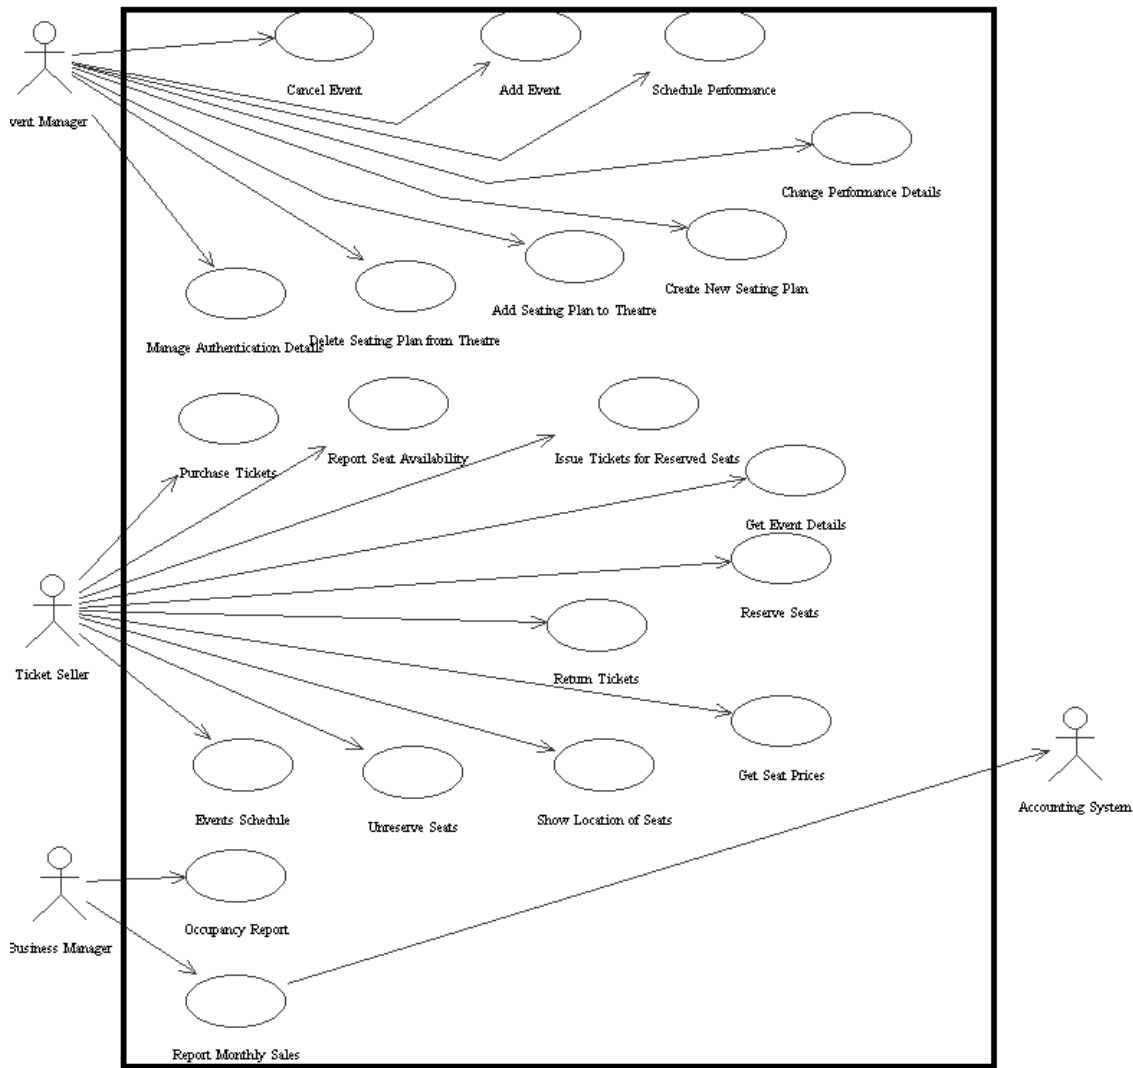 Cancel Event
Add Event
Schedule Performance
vent Manager
Change Performance Details
Create New Seating Plan
Add Seating Plan to Theatre
Delete Seating Plan from Theatre
Manage Authentication Details
Report Seat Availability
Issue Tickets for Reserved Seats
Purchase Tickets
Get Event Details
Reserve Seats
Ticket Seller
Return Tickets
Get Seat Prices
Accounting System
Events Schedule
Unreserve Seats
Show Location of Seats
Occupancy Report
Business Manager
Report Monthly Sales